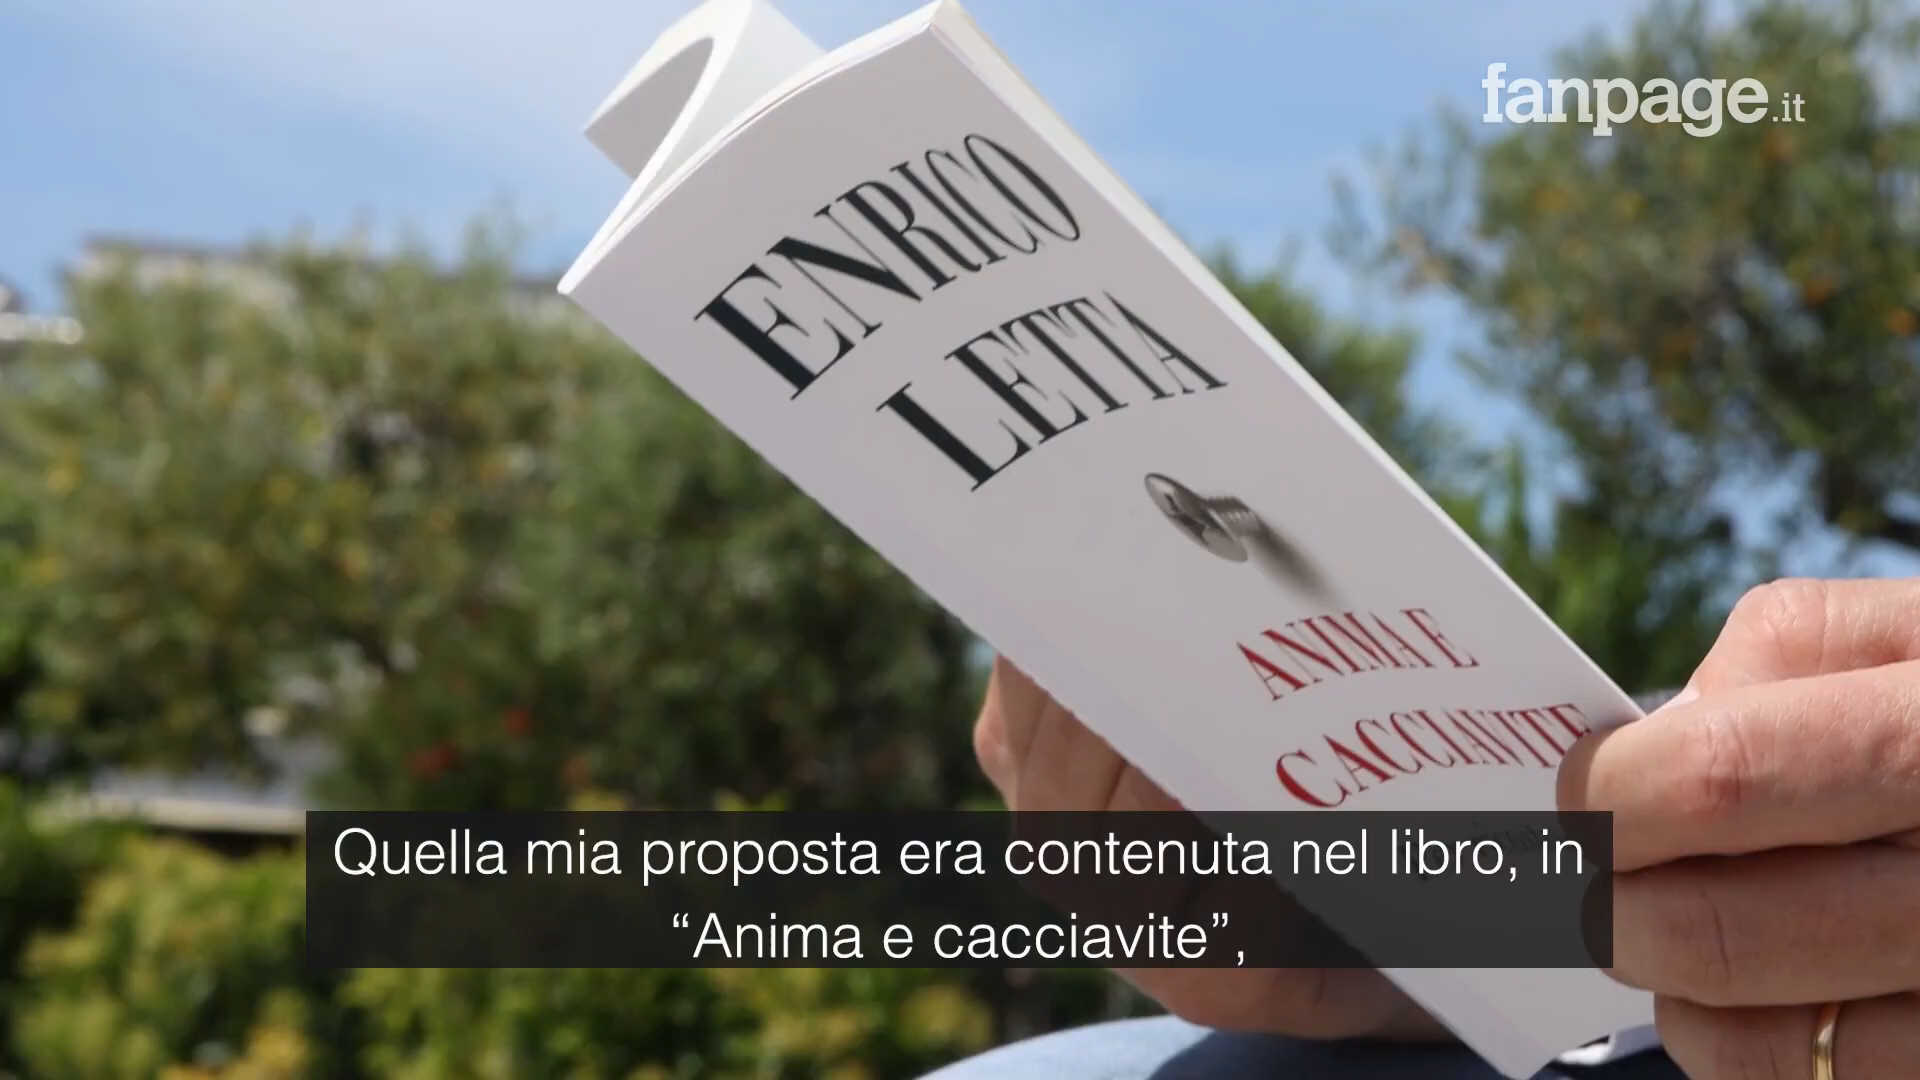 fanpage.it
ENRICO
LETTA
ANIMA E
CACCIAVITE
Quella mia proposta era contenuta nel libro, in
“Anima e cacciavite”,